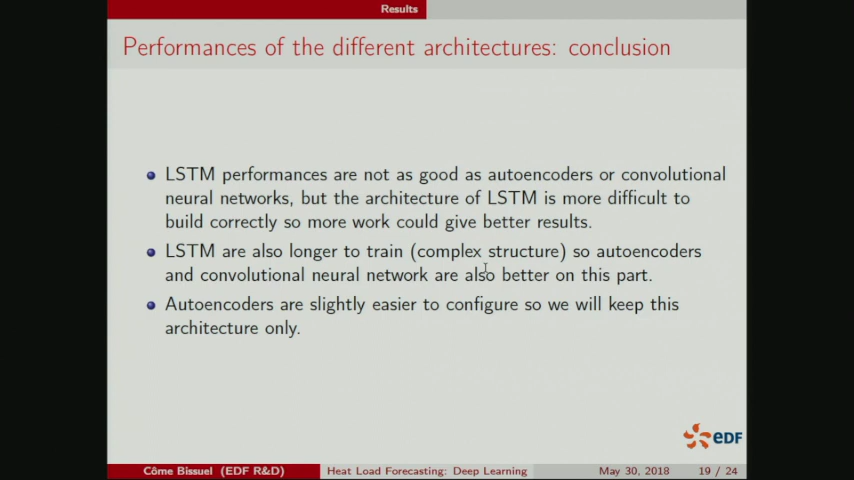 Results
Performances of the different architectures: conclusion
LSTM performances are not as good as autoencoders or convolutional
neural networks, but the architecture of LSTM is more difficult to
build correctly so more work could give better results.
LSTM are also longer to train (complex structure) so autoencoders
and convolutional neural network are also better on this part.
Autoencoders are slightly easier to configure so we will keep this
architecture only.
eDF
Côme Bissuel (EDF R&D) Heat Load Forecasting: Deep Learning May 30, 2018 19 / 24